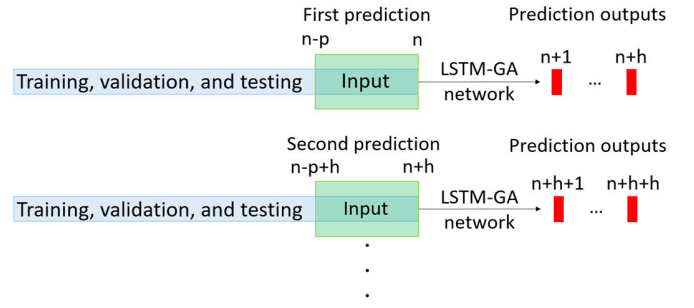 First prediction
Prediction outputs
n-p
n
n+1
...
n+h
Training, validation, and testing
Input
LSTM-GA
network
Second prediction
Prediction outputs
n-p+h
n+h
n+h+1
...
n+h+h
Training, validation, and testing
Input
LSTM-GA
network
.
.
.